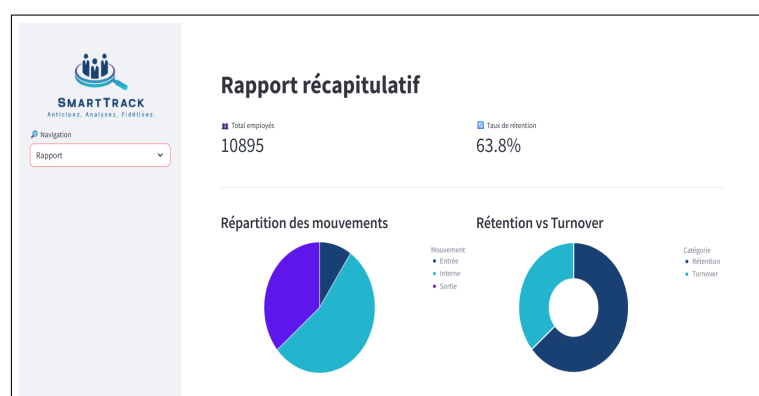 SMARTTRACK
Anticipez, Analysez, Fidélisez.
Navigation
Rapport
Rapport récapitulatif
Total employés
10895
Taux de rétention
63.8%
Répartition des mouvements
Mouvement
Entrée
Interne
Sortie
Rétention vs Turnover
Catégorie
Rétention
Turnover